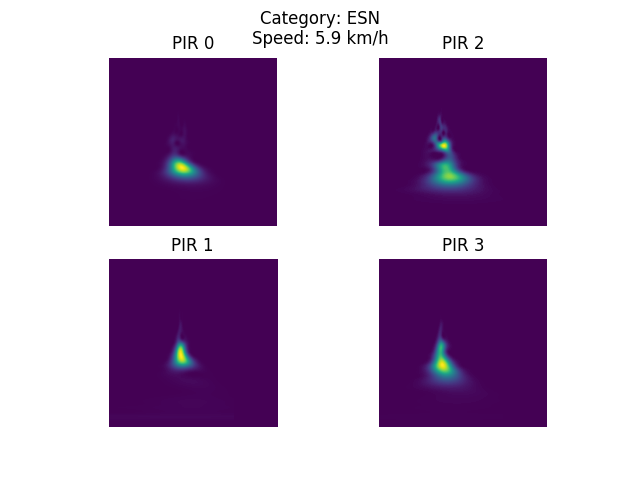 Category: ESN
Speed: 5.9 km/h
PIR 0
PIR 2
PIR 1
PIR 3